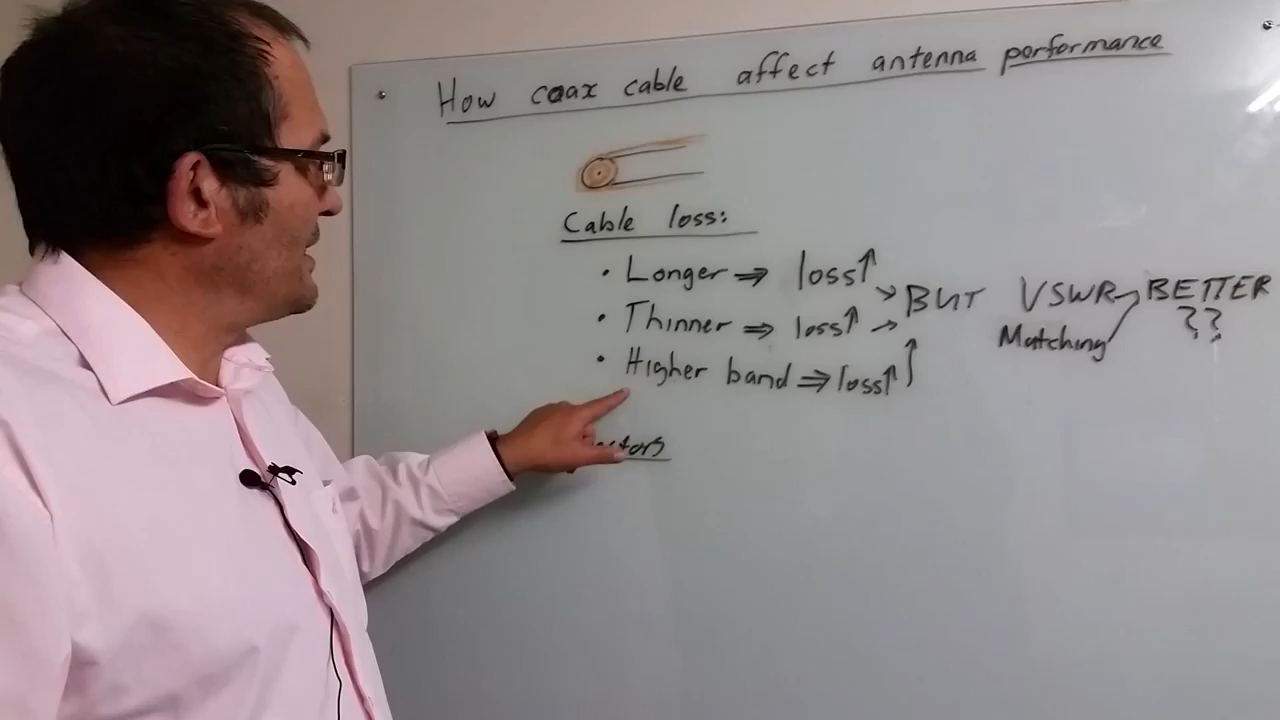 How coax cable affect antenna performance
Cable loss:
• Longer ⇒ loss↑
• Thinner ⇒ loss↑
• Higher band ⇒ loss↑
→ BUT VSWR BETTER
Matching ??